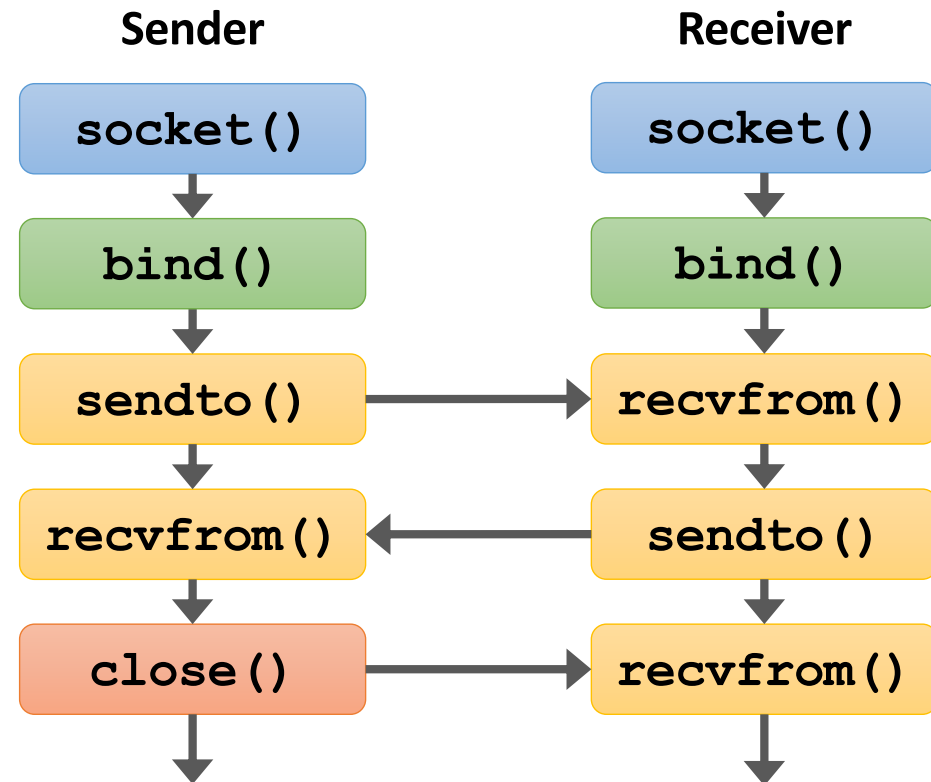 Sender
Receiver
socket()
socket()
bind()
bind()
sendto()
recvfrom()
recvfrom()
sendto()
close()
recvfrom()